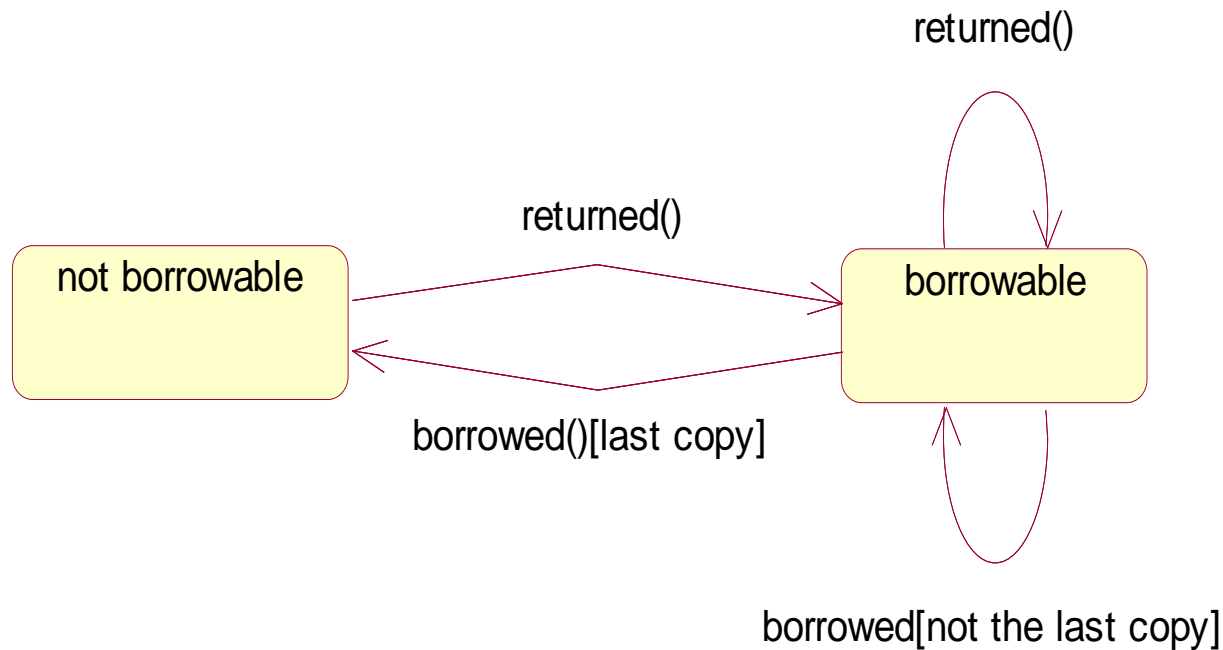 returned()
returned()
not borrowable
borrowable
borrowed()[last copy]
borrowed[not the last copy]